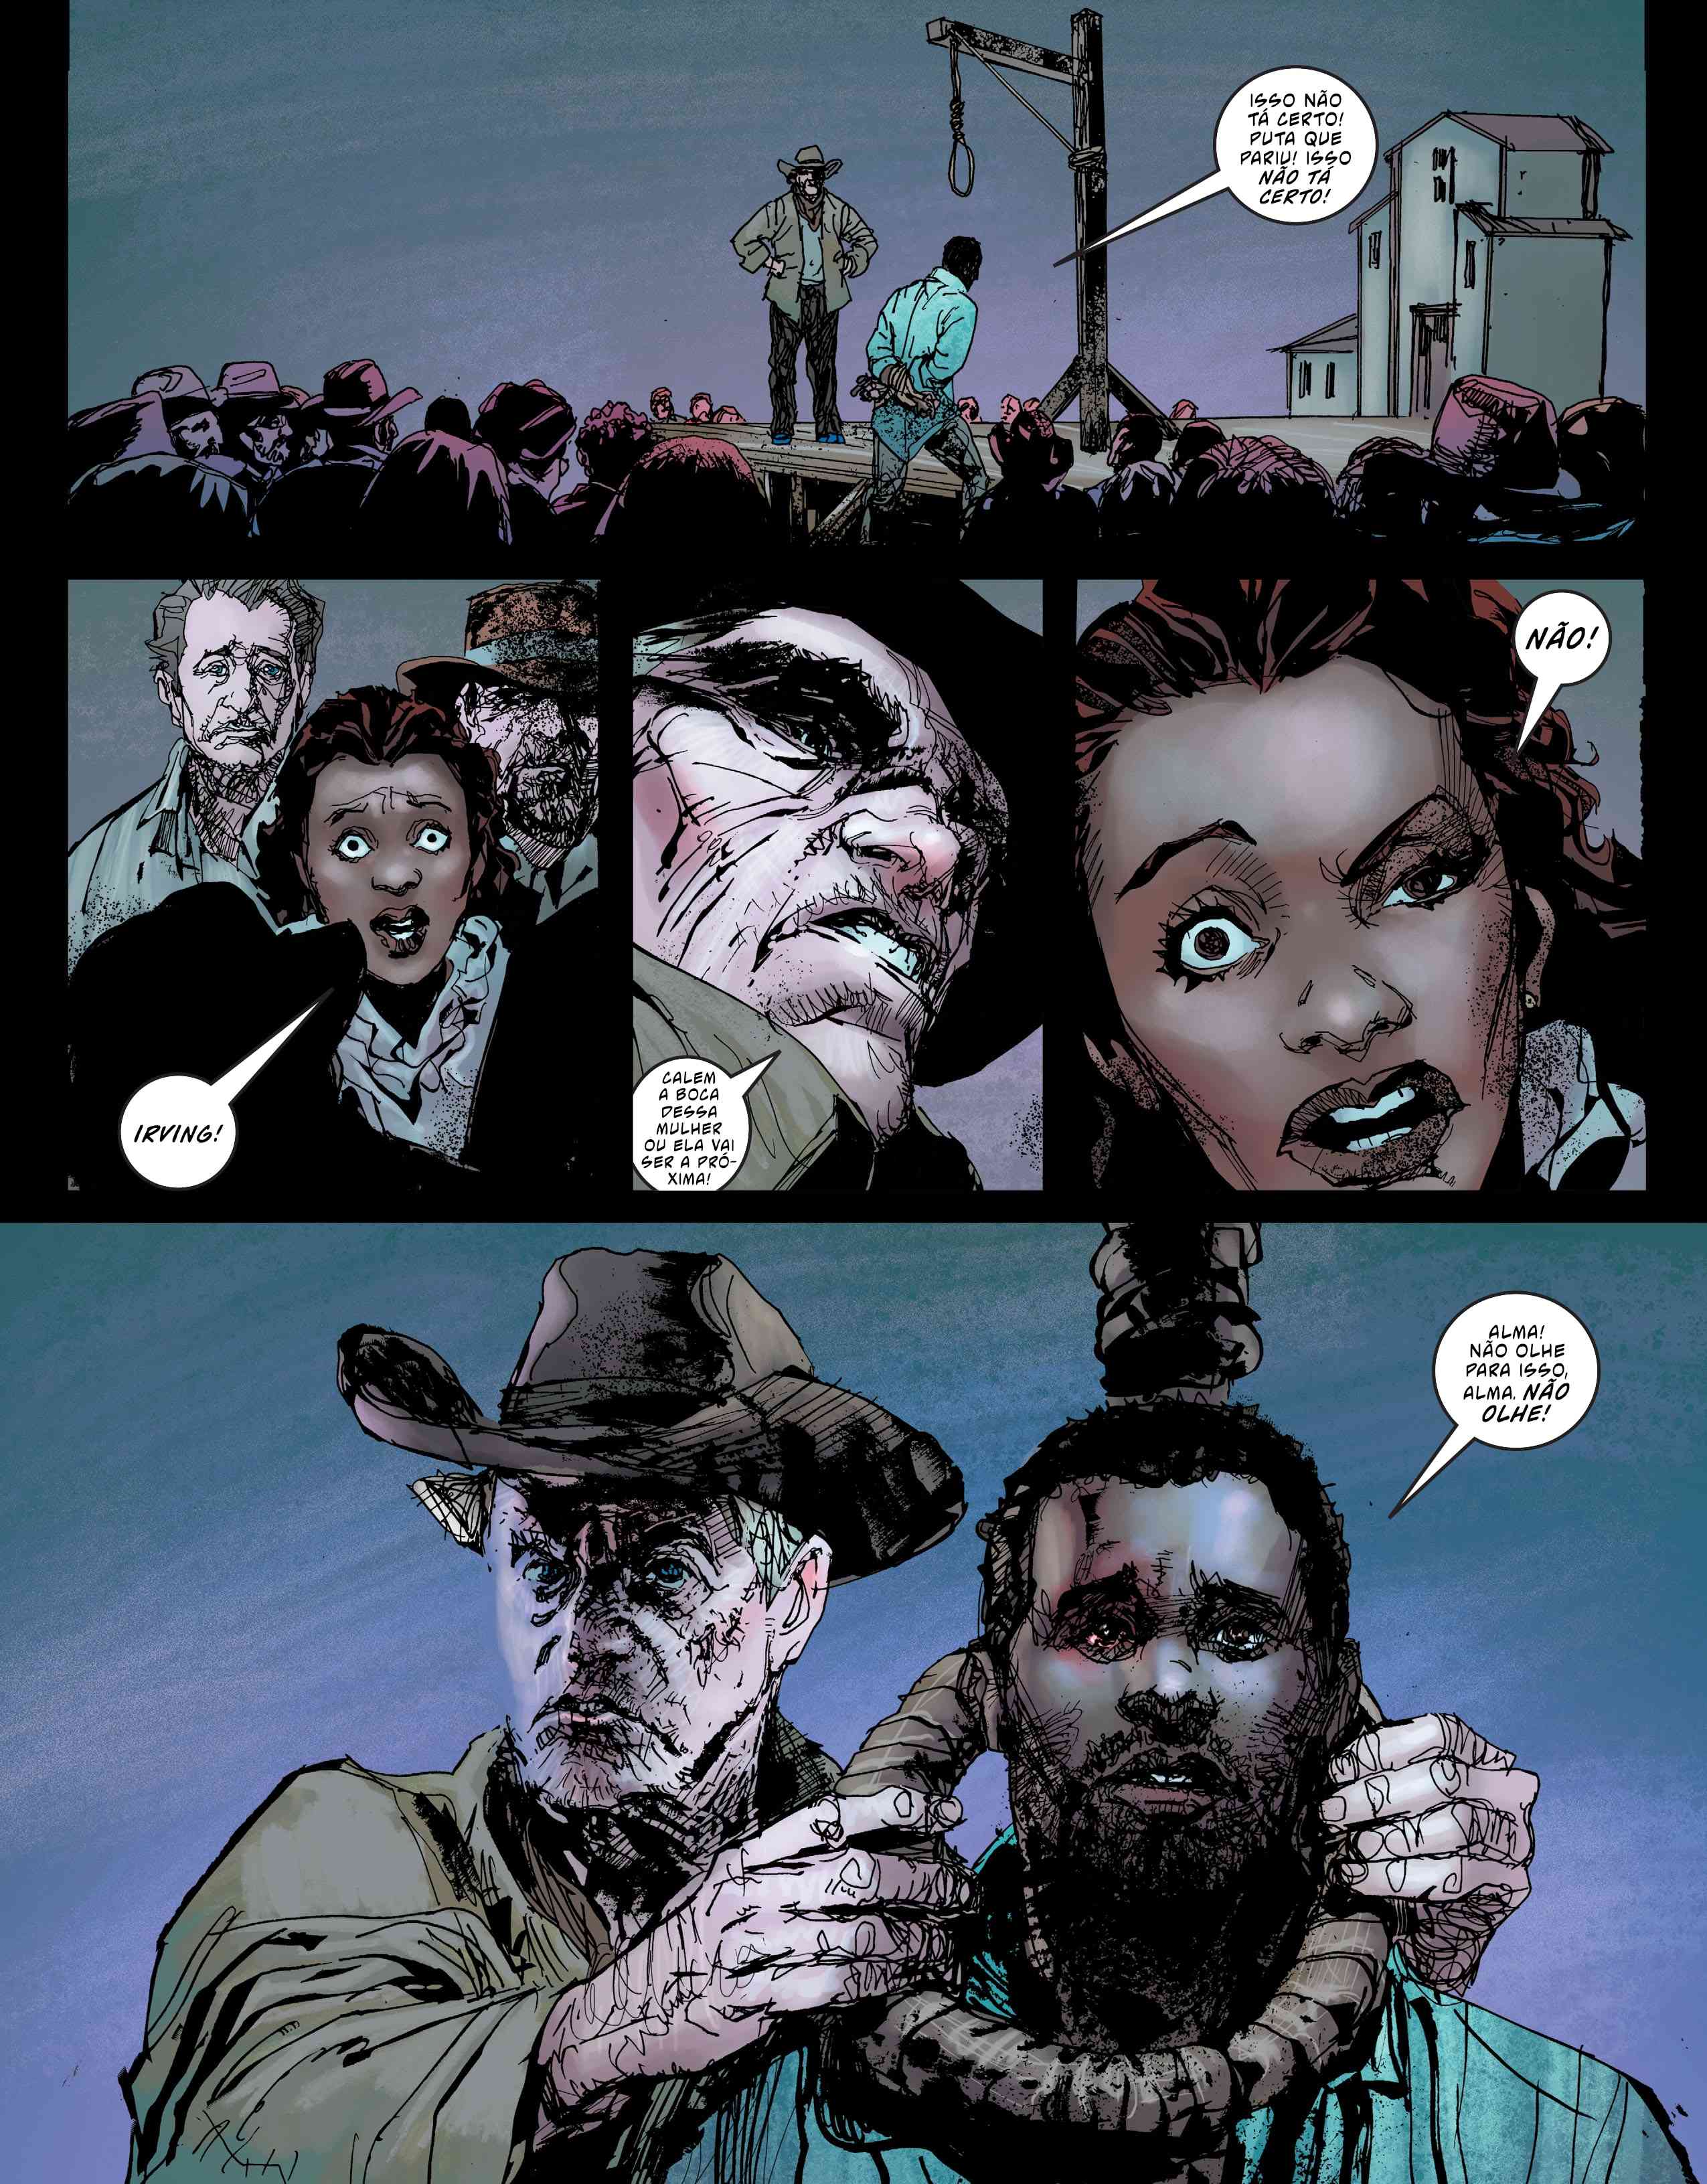 ISSO NÃO
TÁ CERTO!
PUTA QUE
PARIU! ISSO
NÃO TÁ
CERTO!
IRVING!
CALEM
A BOCA
DESSA
MULHER
OU ELA VAI
SER A PRÓ-
XIMA!
NÃO!
ALMA!
NÃO OLHE
PARA ISSO,
ALMA. NÃO
OLHE!